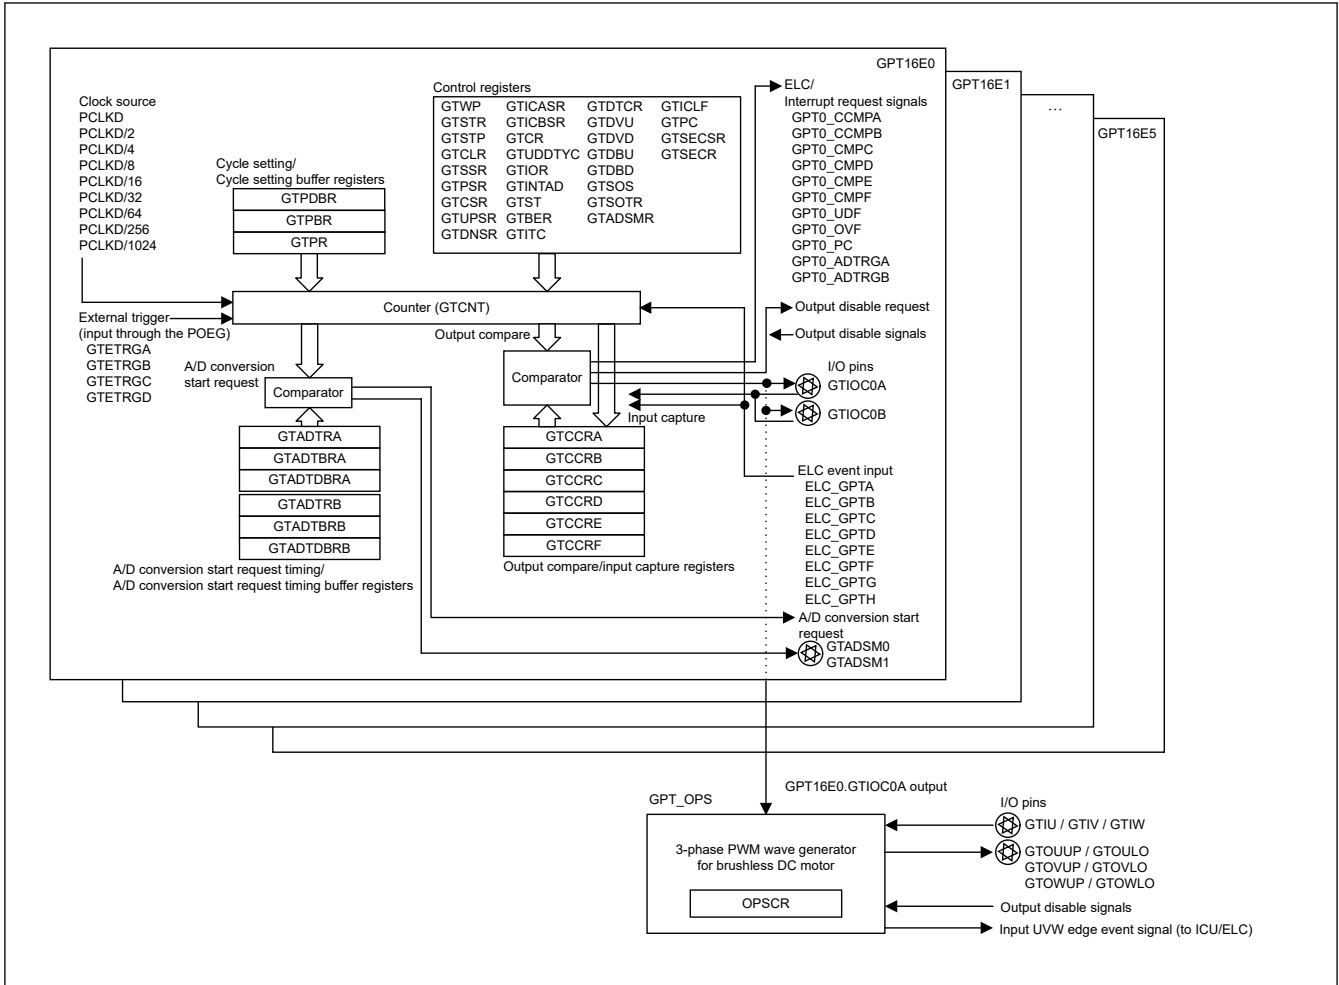 GPT16E0
GPT16E1
...
GPT16E5
Clock source
PCLKD
PCLKD/2
PCLKD/4
PCLKD/8
PCLKD/16
PCLKD/32
PCLKD/64
PCLKD/256
PCLKD/1024
Cycle setting/
Cycle setting buffer registers
GTPDBR
GTPBR
GTPR
Control registers
GTWP GTICASR GTDTCR GTICLF
GTSTR GTICBSR GTDVU GTPC
GTSTP GTCR GTDVD GTSECSR
GTCLR GTUDDTYC GTDBU GTSECR
GTSSR GTIOR GTDBD
GTPSR GTINTAD GTSOS
GTCSR GTST GTSOTR
GTUPSR GTBER GTADSMR
GTDNSR GTITC
ELC/
Interrupt request signals
GPT0_CCMPA
GPT0_CCMPB
GPT0_CMPC
GPT0_CMPD
GPT0_CMPE
GPT0_CMPF
GPT0_UDF
GPT0_OVF
GPT0_PC
GPT0_ADTRGA
GPT0_ADTRGB
Counter (GTCNT)
External trigger
(input through the POEG)
GTETRGA
GTETRGB
GTETRGC
GTETRGD
A/D conversion
start request
Comparator
Output compare
Comparator
Input capture
Output disable request
Output disable signals
I/O pins
GTIOC0A
GTIOC0B
GTADTRA
GTADTBRA
GTADTDBRA
GTADTRB
GTADTBRB
GTADTDBRB
A/D conversion start request timing/
A/D conversion start request timing buffer registers
GTCCRA
GTCCRB
GTCCRC
GTCCRD
GTCCRE
GTCCRF
Output compare/input capture registers
ELC event input
ELC_GPTA
ELC_GPTB
ELC_GPTC
ELC_GPTD
ELC_GPTE
ELC_GPTF
ELC_GPTG
ELC_GPTH
A/D conversion start
request
GTADSM0
GTADSM1
GPT16E0.GTIOC0A output
GPT_OPS
3-phase PWM wave generator
for brushless DC motor
OPSCR
I/O pins
GTIU / GTIV / GTIW
GTOUUP / GTOULO
GTOVUP / GTOVLO
GTOWUP / GTOWLO
Output disable signals
Input UVW edge event signal (to ICU/ELC)